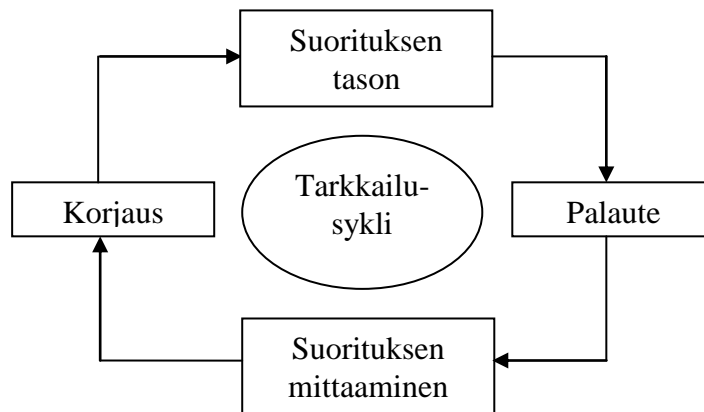 Suorituksen
tason
Korjaus
Tarkkailu-
sykli
Palaute
Suorituksen
mittaaminen